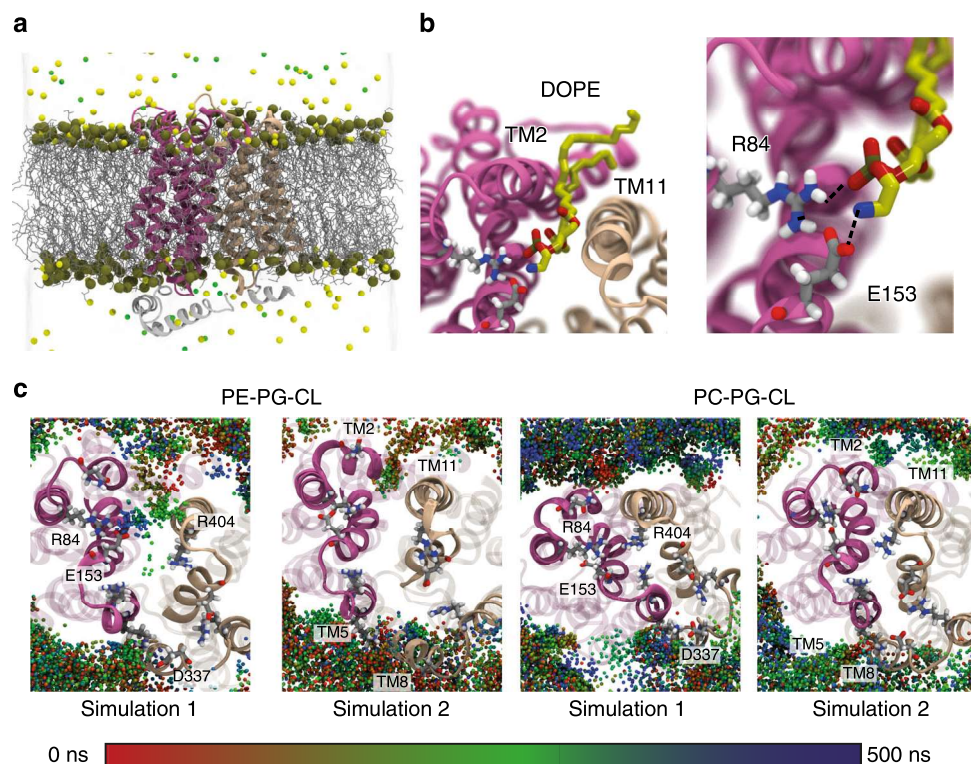 a
b
DOPE
TM2
TM11
R84
E153
c
PE-PG-CL
PC-PG-CL
R84
R404
E153
D337
Simulation 1
TM2
TM11
TM5
TM8
Simulation 2
R84
R404
E153
D337
Simulation 1
TM2
TM11
TM5
TM8
Simulation 2
0 ns
500 ns